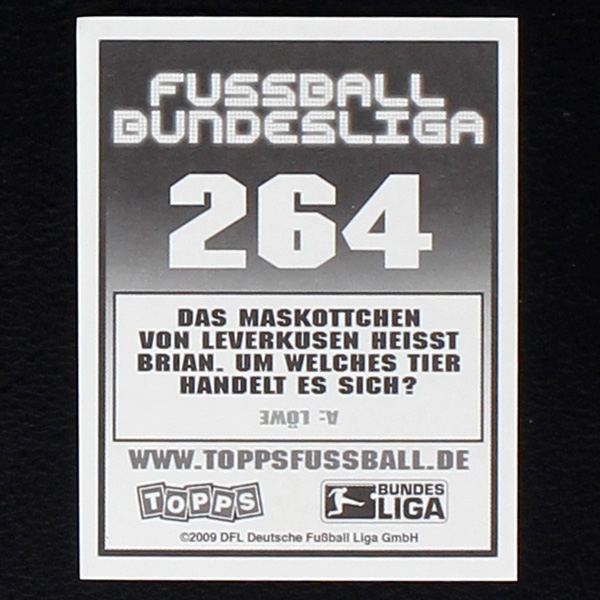 FUSSBALL
BUNDESLIGA
264
DAS MASKOTTCHEN
VON LEVERKUSEN HEISST
BRIAN. UM WELCHES TIER
HANDELT ES SICH?
A: LÖWE
WWW.TOPPSFUSSBALL.DE
TOPPS
BUNDES
LIGA
©2009 DFL Deutsche Fußball Liga GmbH